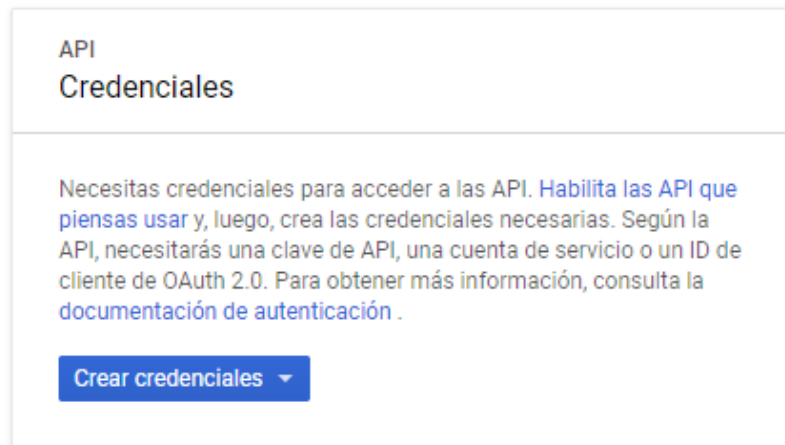 API
Credenciales
Necesitas credenciales para acceder a las API. Habilita las API que
piensas usar y, luego, crea las credenciales necesarias. Según la
API, necesitarás una clave de API, una cuenta de servicio o un ID de
cliente de OAuth 2.0. Para obtener más información, consulta la
documentación de autenticación .
Crear credenciales